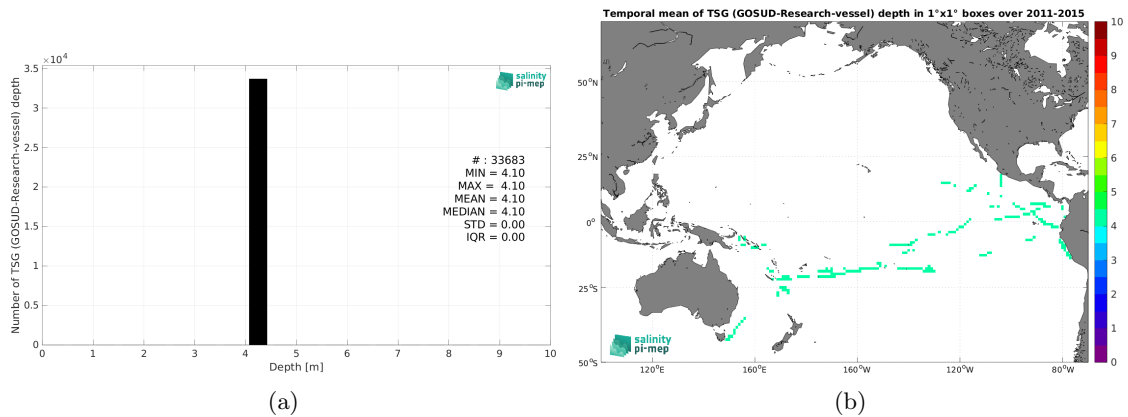 ×10⁴
3.5
3
2.5
2
1.5
1
0.5
0
Number of TSG (GOSUD-Research-vessel) depth
salinity
pi-mep
# : 33683
MIN = 4.10
MAX = 4.10
MEAN = 4.10
MEDIAN = 4.10
STD = 0.00
IQR = 0.00
0 1 2 3 4 5 6 7 8 9 10
Depth [m]
(a)
Temporal mean of TSG (GOSUD-Research-vessel) depth in 1°x1° boxes over 2011-2015
50°N
25°N
0°
25°S
50°S
salinity
pi-mep
120°E 160°E 160°W 120°W 80°W
10
9
8
7
6
5
4
3
2
1
0
(b)